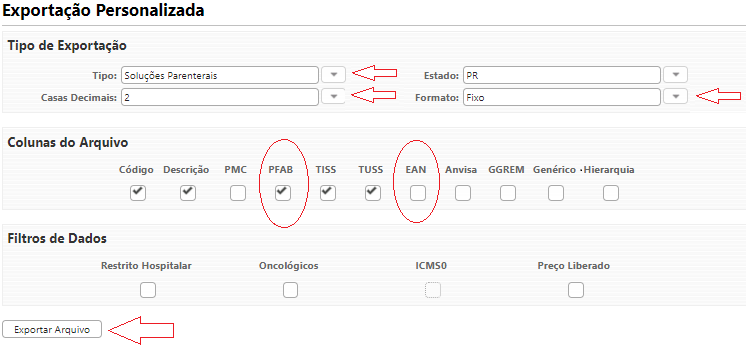 Exportação Personalizada
Tipo de Exportação
Tipo: Soluções Parenterais Estado: PR
Casas Decimais: 2 Formato: Fixo
Colunas do Arquivo
Código Descrição PMC PFAB TISS TUSS EAN Anvisa GGREM Genérico Hierarquia
Filtros de Dados
Restrito Hospitalar Oncológicos ICMS0 Preço Liberado
Exportar Arquivo